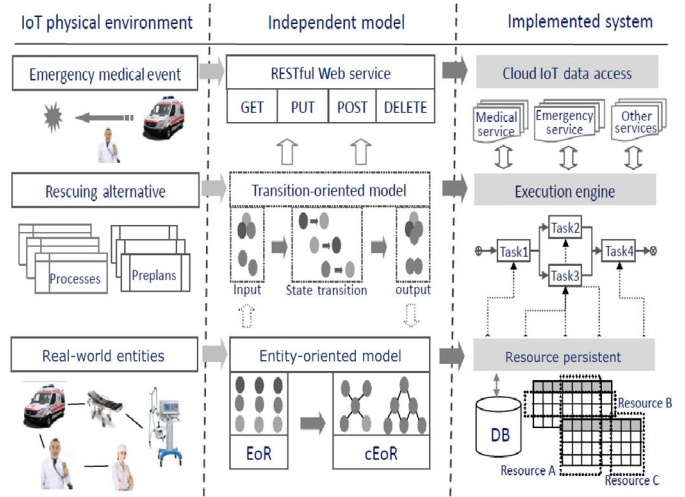 IoT physical environment
Independent model
Implemented system
Emergency medical event
RESTful Web service
Cloud IoT data access
GET
PUT
POST
DELETE
Medical
service
Emergency
service
Other
services
Rescuing alternative
Transition-oriented model
Execution engine
Processes
Preplans
Input
State transition
output
Task1
Task2
Task3
Task4
Real-world entities
Entity-oriented model
Resource persistent
EoR
cEoR
DB
Resource B
Resource A
Resource C